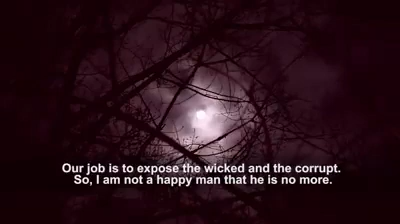 Our job is to expose the wicked and the corrupt.
So, I am not a happy man that he is no more.